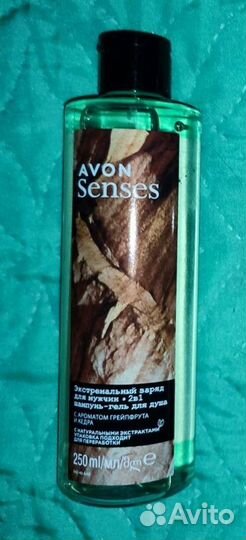 AVON
Senses
Экстремальный заряд
для мужчин • 2в1
шампунь-гель для душа
С АРОМАТОМ ГРЕЙПФРУТА
И КЕДРА
С НАТУРАЛЬНЫМИ ЭКСТРАКТАМИ
УПАКОВКА ПОДХОДИТ
ДЛЯ ПЕРЕРАБОТКИ
250 ml/мл/მლ e
Avito